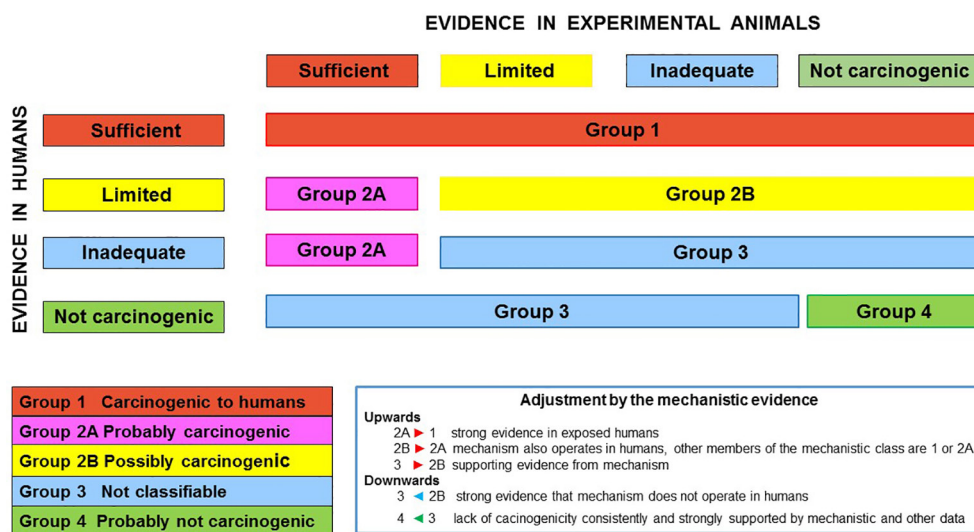 EVIDENCE IN EXPERIMENTAL ANIMALS
Sufficient Limited Inadequate Not carcinogenic
EVIDENCE IN HUMANS
Sufficient Group 1
Limited Group 2A Group 2B
Inadequate Group 2A Group 3
Not carcinogenic Group 3 Group 4
Group 1 Carcinogenic to humans
Group 2A Probably carcinogenic
Group 2B Possibly carcinogenic
Group 3 Not classifiable
Group 4 Probably not carcinogenic
Adjustment by the mechanistic evidence
Upwards
2A ► 1 strong evidence in exposed humans
2B ► 2A mechanism also operates in humans, other members of the mechanistic class are 1 or 2A
3 ► 2B supporting evidence from mechanism
Downwards
3 ◄ 2B strong evidence that mechanism does not operate in humans
4 ◄ 3 lack of cacinogenicity consistently and strongly supported by mechanistic and other data